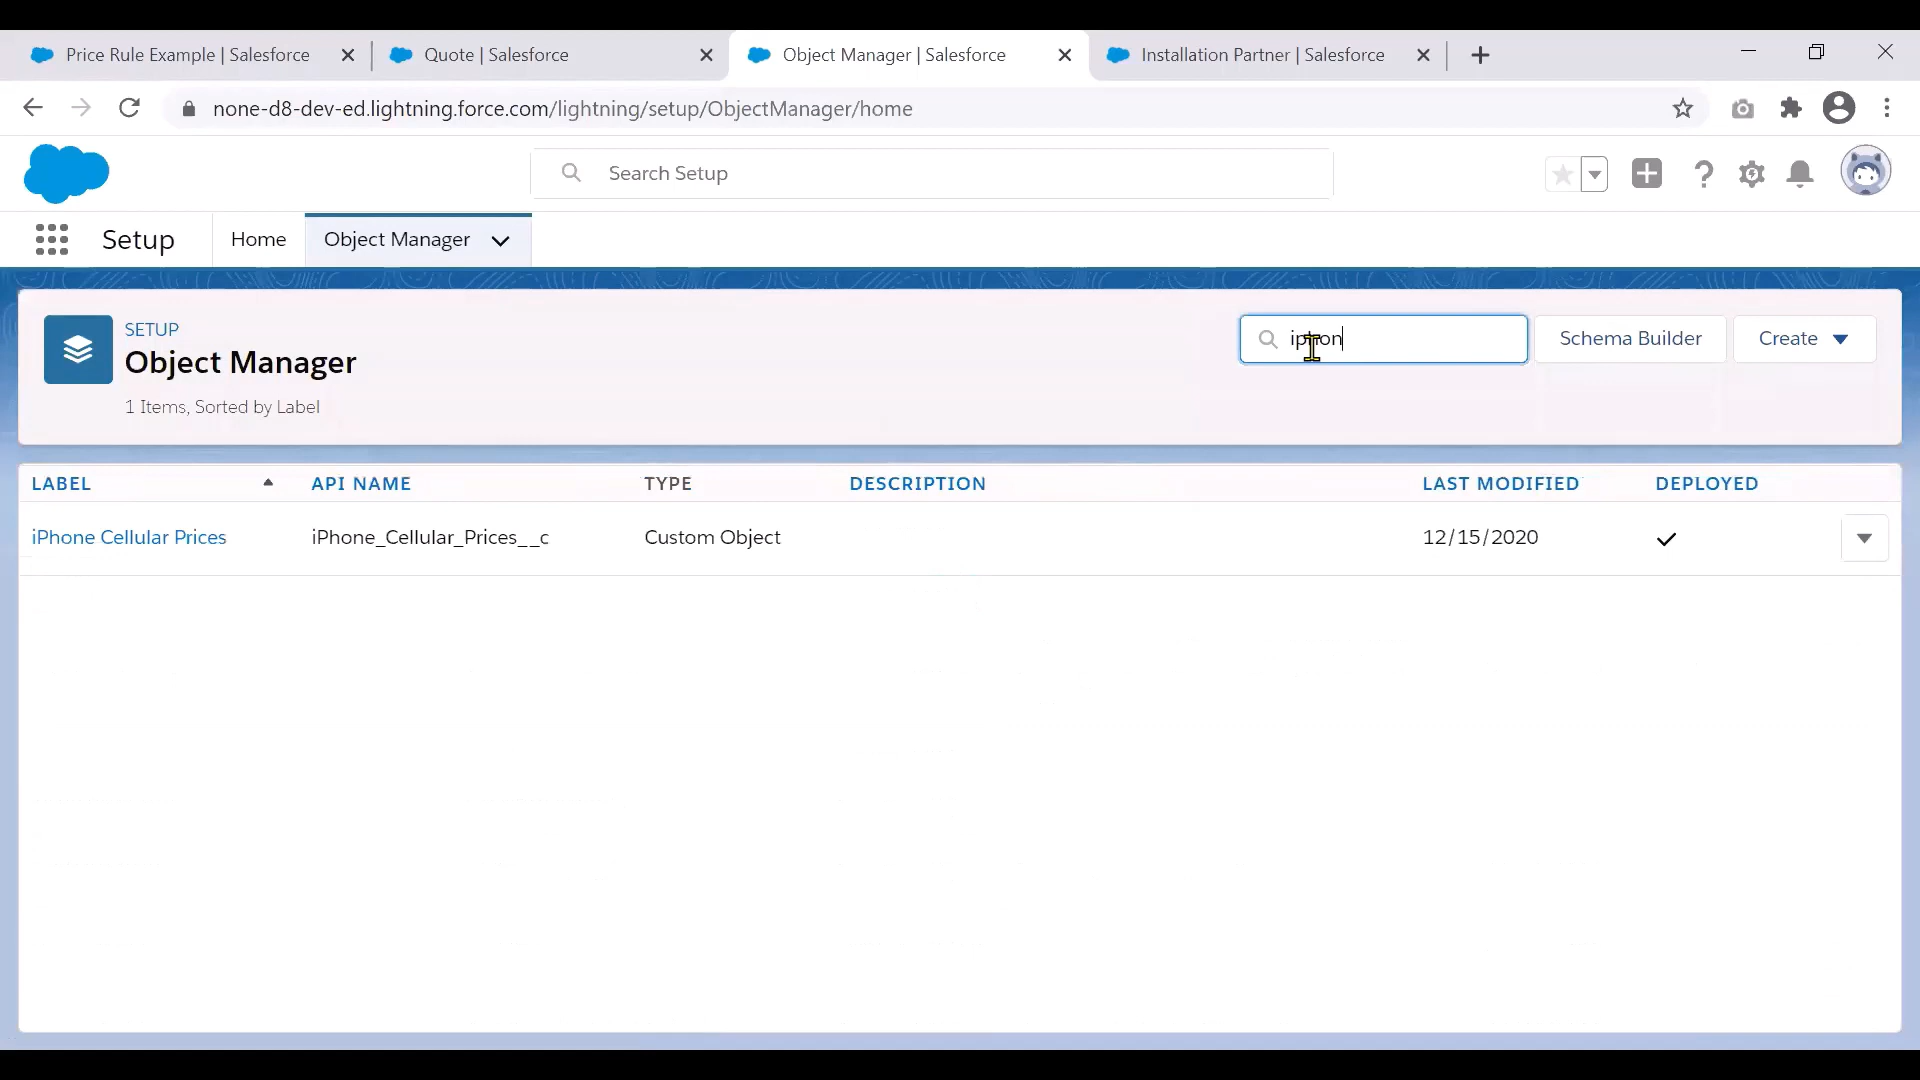 Price Rule Example | Salesforce
Quote | Salesforce
Object Manager | Salesforce
Installation Partner | Salesforce
none-d8-dev-ed.lightning.force.com/lightning/setup/ObjectManager/home
Search Setup
Setup
Home
Object Manager
SETUP
Object Manager
1 Items, Sorted by Label
Schema Builder
Create
LABEL API NAME TYPE DESCRIPTION LAST MODIFIED DEPLOYED
iPhone Cellular Prices iPhone_Cellular_Prices__c Custom Object 12/15/2020